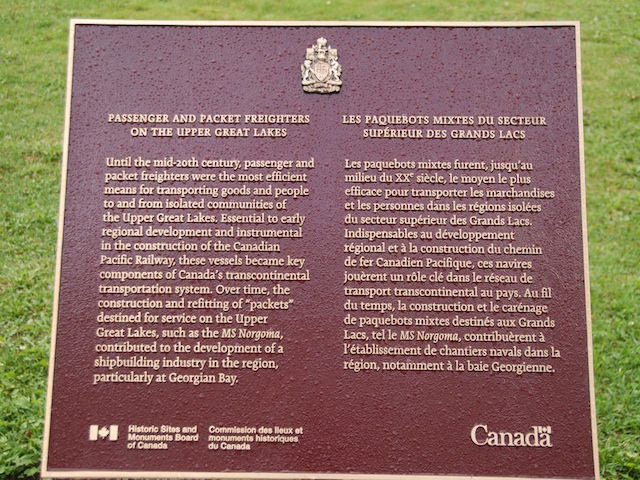 PASSENGER AND PACKET FREIGHTERS
ON THE UPPER GREAT LAKES
Until the mid-20th century, passenger and
packet freighters were the most efficient
means for transporting goods and people
to and from isolated communities of
the Upper Great Lakes. Essential to early
regional development and instrumental
in the construction of the Canadian
Pacific Railway, these vessels became key
components of Canada's transcontinental
transportation system. Over time, the
construction and refitting of “packets”
destined for service on the Upper
Great Lakes, such as the MS Norgoma,
contributed to the development of a
shipbuilding industry in the region,
particularly at Georgian Bay.
LES PAQUEBOTS MIXTES DU SECTEUR
SUPÉRIEUR DES GRANDS LACS
Les paquebots mixtes furent, jusqu'au
milieu du XXe siècle, le moyen le plus
efficace pour transporter les marchandises
et les personnes dans les régions isolées
du secteur supérieur des Grands Lacs.
Indispensables au développement
régional et à la construction du chemin
de fer Canadien Pacifique, ces navires
jouèrent un rôle clé dans le réseau de
transport transcontinental au pays. Au fil
du temps, la construction et le carénage
de paquebots mixtes destinés aux Grands
Lacs, tel le MS Norgoma, contribuèrent à
l'établissement de chantiers navals dans la
région, notamment à la baie Georgienne.
Historic Sites and
Monuments Board
of Canada
Commission des lieux et
monuments historiques
du Canada
Canada